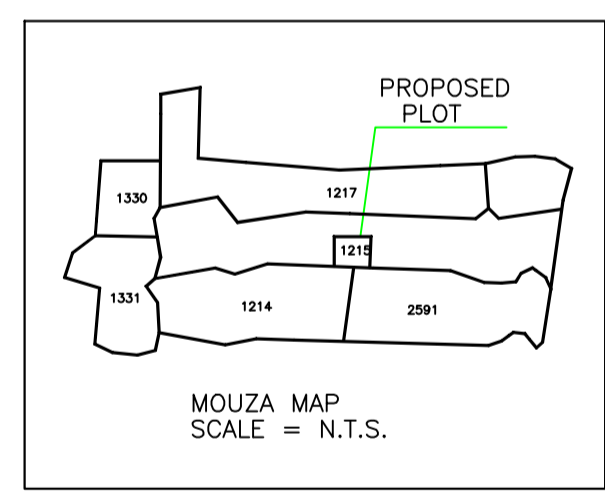 PROPOSED
PLOT
1330
1217
1215
1331
1214
2591
MOUZA MAP
SCALE = N.T.S.